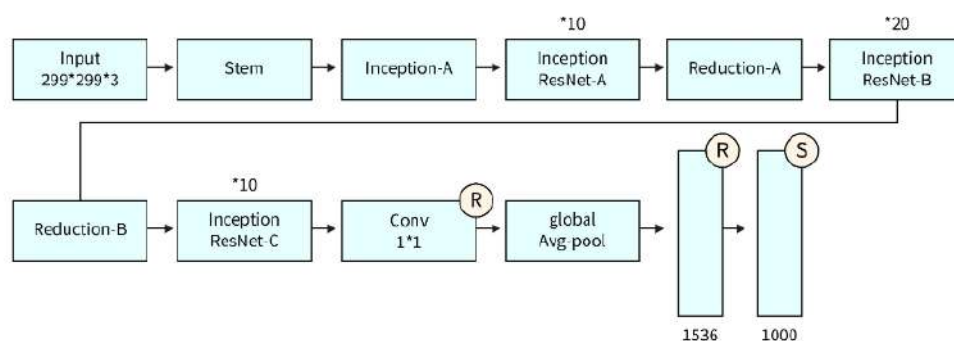 *10
*20
Input
299*299*3
Stem
Inception-A
Inception
ResNet-A
Reduction-A
Inception
ResNet-B
R
S
*10
Reduction-B
Inception
ResNet-C
R
Conv
1*1
global
Avg-pool
1536
1000